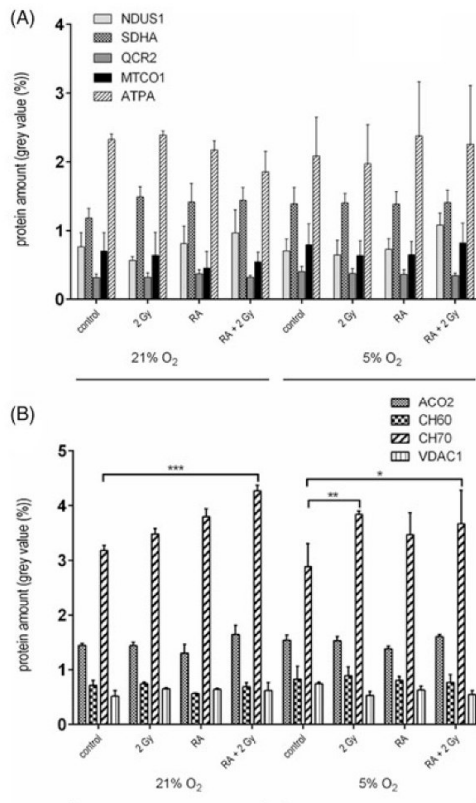 (A)
NDUS1
SDHA
QCR2
MTCO1
ATPA
protein amount (grey value (%))
4
3
2
1
0
control
2 Gy
RA
RA + 2 Gy
control
2 Gy
RA
RA + 2 Gy
21% O₂
5% O₂
(B)
ACO2
CH60
CH70
VDAC1
protein amount (grey value (%))
5
4
3
2
1
0
***
*
**
control
2 Gy
RA
RA + 2 Gy
control
2 Gy
RA
RA + 2 Gy
21% O₂
5% O₂